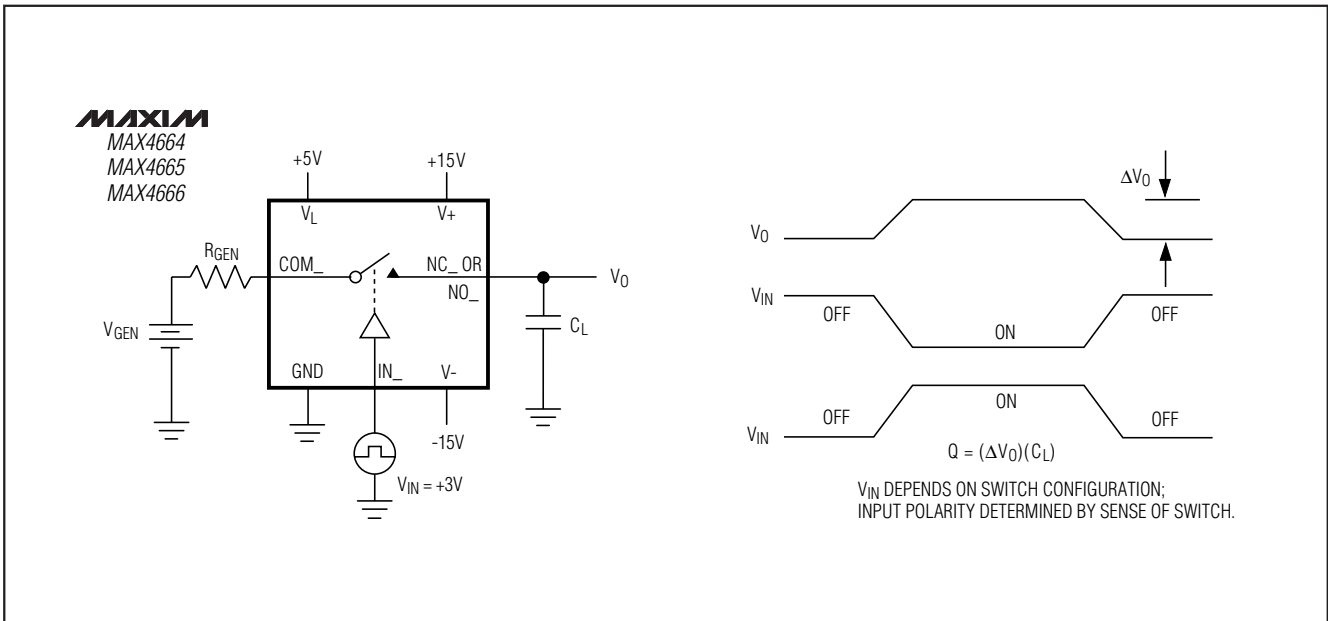 MAXIM
MAX4664
MAX4665
MAX4666
+5V
+15V
VL
V+
RGEN
COM_
NC_ OR
NO_
VO
VGEN
CL
GND
IN_
V-
-15V
VIN = +3V
ΔVO
VO
VIN
OFF
ON
OFF
VIN
OFF
ON
OFF
Q = (ΔVO)(CL)
VIN DEPENDS ON SWITCH CONFIGURATION;
INPUT POLARITY DETERMINED BY SENSE OF SWITCH.